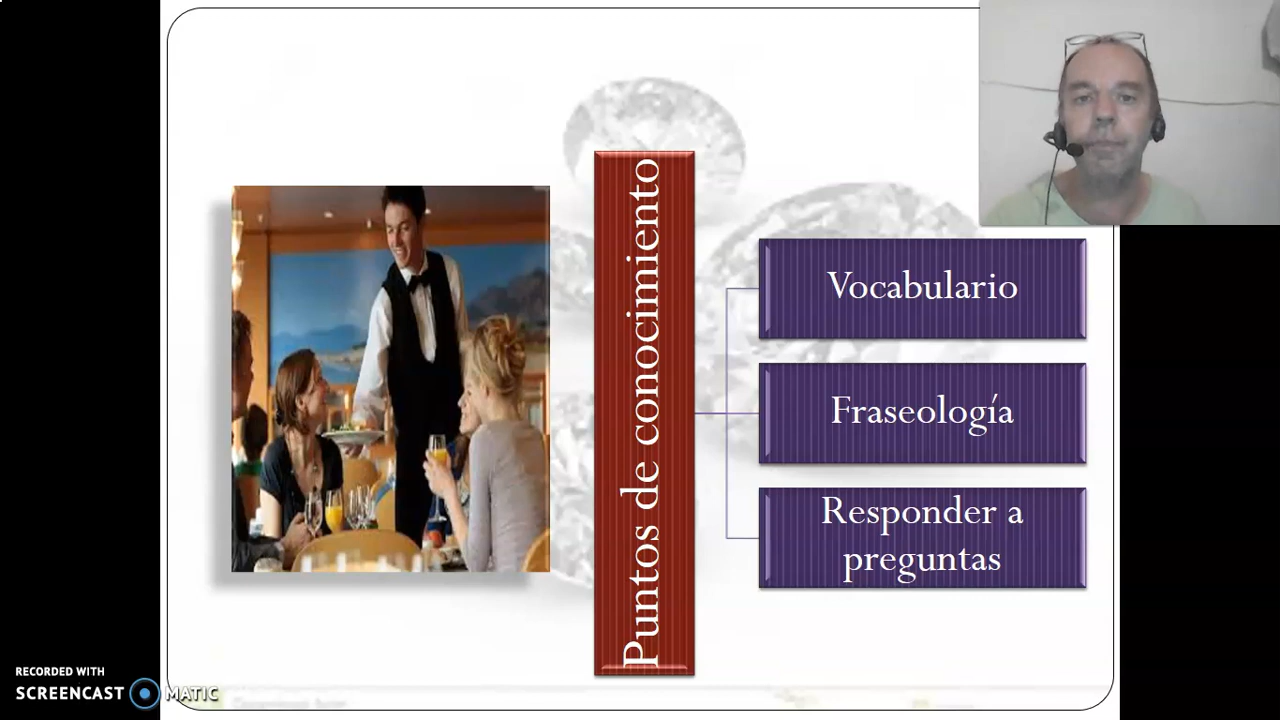 Puntos de conocimiento
Vocabulario
Fraseología
Responder a
preguntas
RECORDED WITH
SCREENCAST MATIC